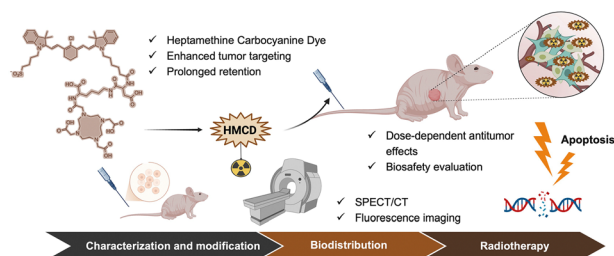 Heptamethine Carbocyanine Dye
Enhanced tumor targeting
Prolonged retention
HMCD
Dose-dependent antitumor
effects
Biosafety evaluation
Apoptosis
SPECT/CT
Fluorescence imaging
Characterization and modification
Biodistribution
Radiotherapy